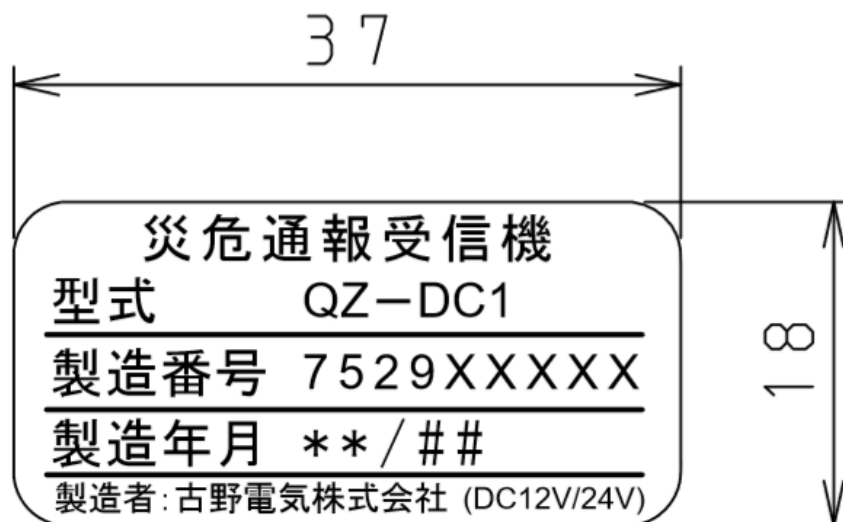 37
災危通報受信機
型式 QZ－DC1
製造番号 7529XXXXX
18
製造年月 **/##
製造者:古野電気株式会社 (DC12V/24V)